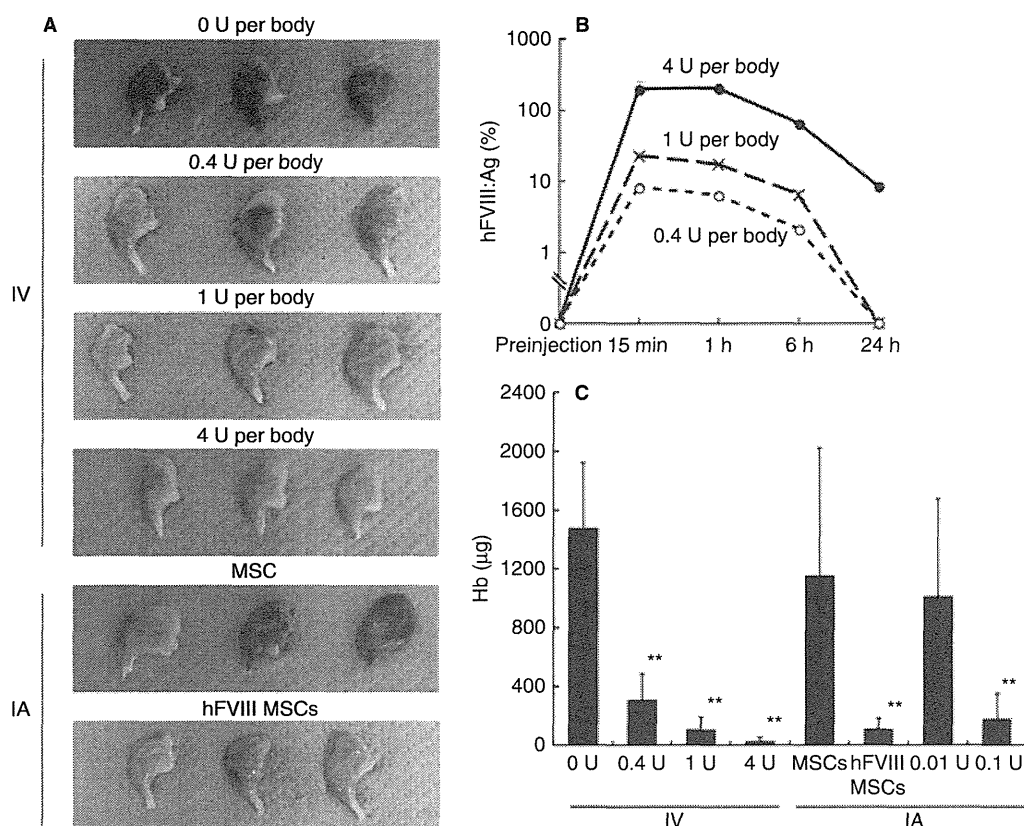 A
0 U per body
0.4 U per body
IV
1 U per body
4 U per body
MSC
IA
hFVIII MSCs
B
1000
100
10
1
0
hFVIII:Ag (%)
4 U per body
1 U per body
0.4 U per body
Preinjection 15 min 1 h 6 h 24 h
C
2400
2000
1600
1200
800
400
0
Hb (µg)
** ** ** ** **
0 U 0.4 U 1 U 4 U MSCs hFVIII 0.01 U 0.1 U
MSCs
IV IA